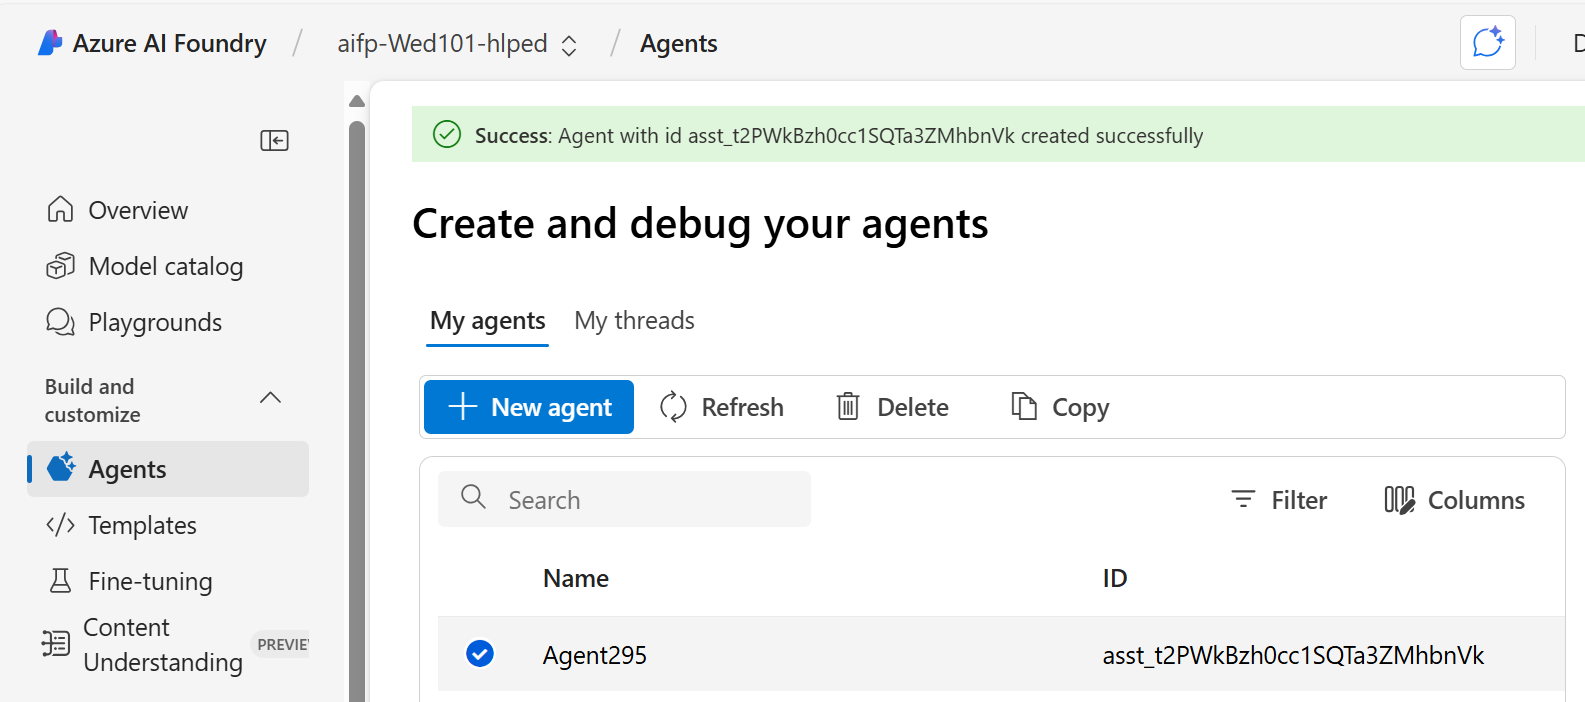 Azure AI Foundry / aifp-Wed101-hlped / Agents
Success: Agent with id asst_t2PWkBzh0cc1SQTa3ZMhbnVk created successfully
Overview
Model catalog
Playgrounds
Build and
customize
Agents
Templates
Fine-tuning
Content
Understanding
Create and debug your agents
My agents My threads
New agent Refresh Delete Copy
Search Filter Columns
Name ID
Agent295 asst_t2PWkBzh0cc1SQTa3ZMhbnVk